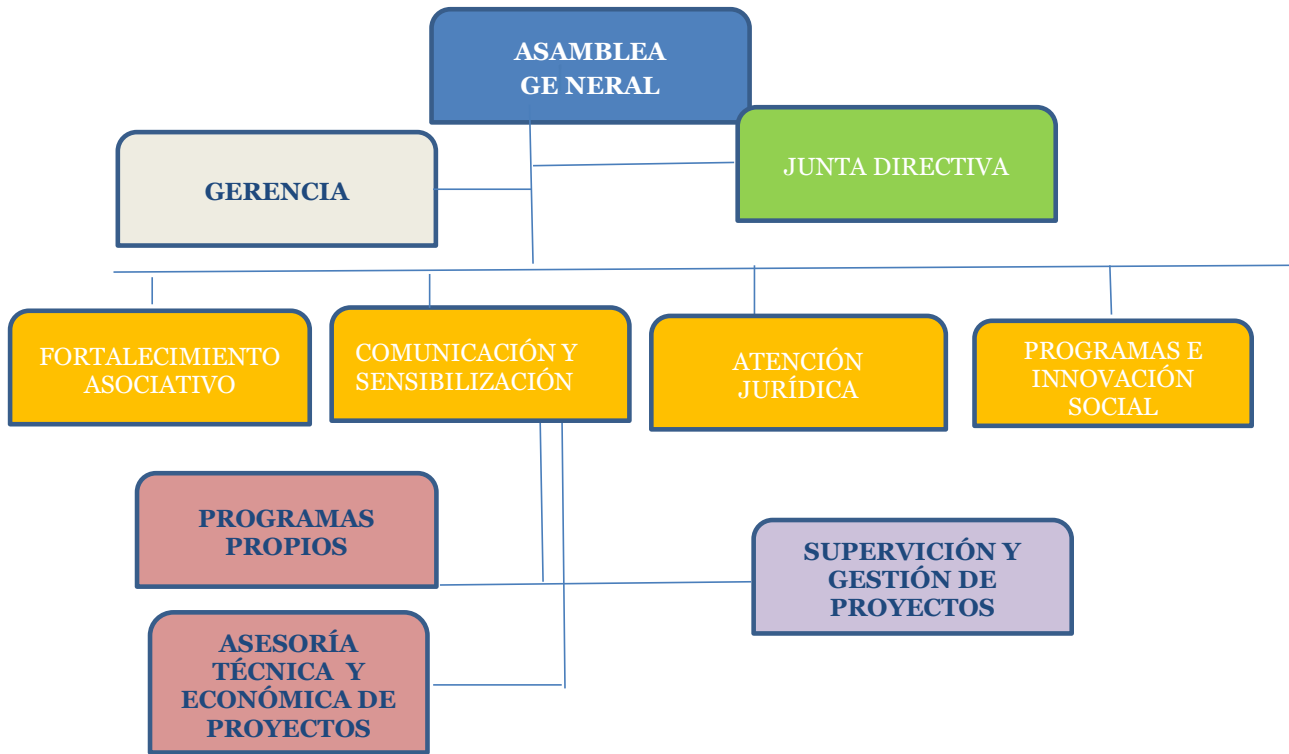 ASAMBLEA
GE NERAL
JUNTA DIRECTIVA
GERENCIA
FORTALECIMIENTO
ASOCIATIVO
COMUNICACIÓN Y
SENSIBILIZACIÓN
ATENCIÓN
JURÍDICA
PROGRAMAS E
INNOVACIÓN
SOCIAL
PROGRAMAS
PROPIOS
SUPERVICIÓN Y
GESTIÓN DE
PROYECTOS
ASESORÍA
TÉCNICA Y
ECONÓMICA DE
PROYECTOS